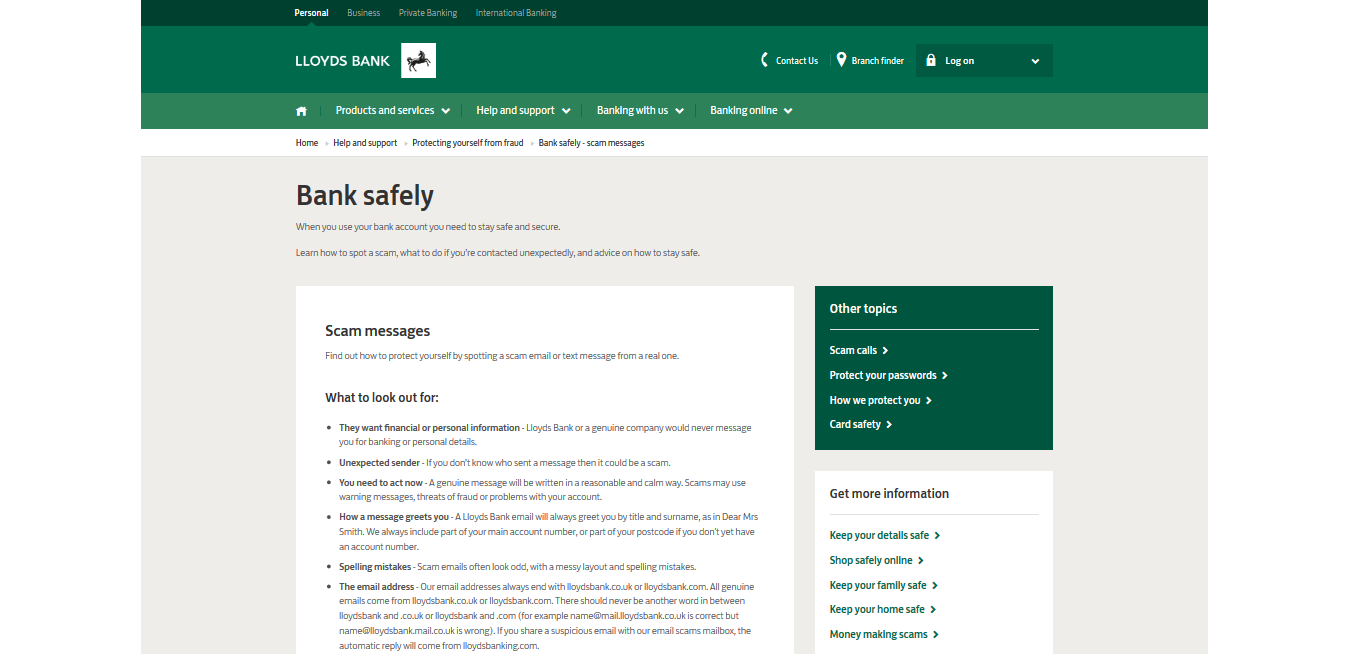 Personal Business Private Banking International Banking
LLOYDS BANK
Contact Us Branch finder Log on
Products and services Help and support Banking with us Banking online
Home Help and support Protecting yourself from fraud Bank safely - scam messages
Bank safely
When you use your bank account you need to stay safe and secure.
Learn how to spot a scam, what to do if you're contacted unexpectedly, and advice on how to stay safe.
Scam messages
Find out how to protect yourself by spotting a scam email or text message from a real one.
What to look out for:
They want financial or personal information - Lloyds Bank or a genuine company would never message
you for banking or personal details.
Unexpected sender - If you don't know who sent a message then it could be a scam.
You need to act now - A genuine message will be written in a reasonable and calm way. Scams may use
warning messages, threats of fraud or problems with your account.
How a message greets you - A Lloyds Bank email will always greet you by title and surname, as in Dear Mrs
Smith. We always include part of your main account number, or part of your postcode if you don't yet have
an account number.
Spelling mistakes - Scam emails often look odd, with a messy layout and spelling mistakes.
The email address - Our email addresses always end with lloydsbank.co.uk or lloydsbank.com. All genuine
emails come from lloydsbank.co.uk or lloydsbank.com. There should never be another word in between
lloydsbank and .co.uk or lloydsbank and .com (for example name@mail.lloydsbank.co.uk is correct but
name@lloydsbank.mail.co.uk is wrong). If you share a suspicious email with our email scams mailbox, the
automatic reply will come from lloydsbanking.com.
Other topics
Scam calls
Protect your passwords
How we protect you
Card safety
Get more information
Keep your details safe
Shop safely online
Keep your family safe
Keep your home safe
Money making scams